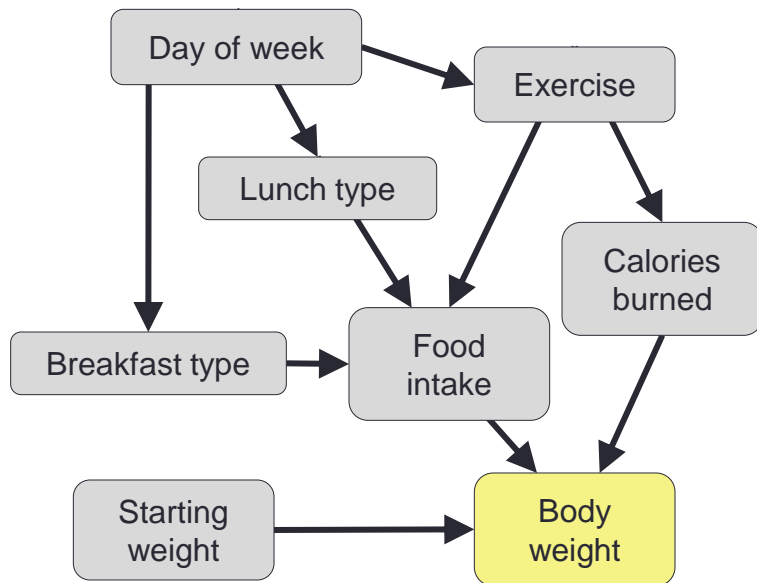 Day of week
Exercise
Lunch type
Calories
burned
Breakfast type
Food
intake
Starting
weight
Body
weight